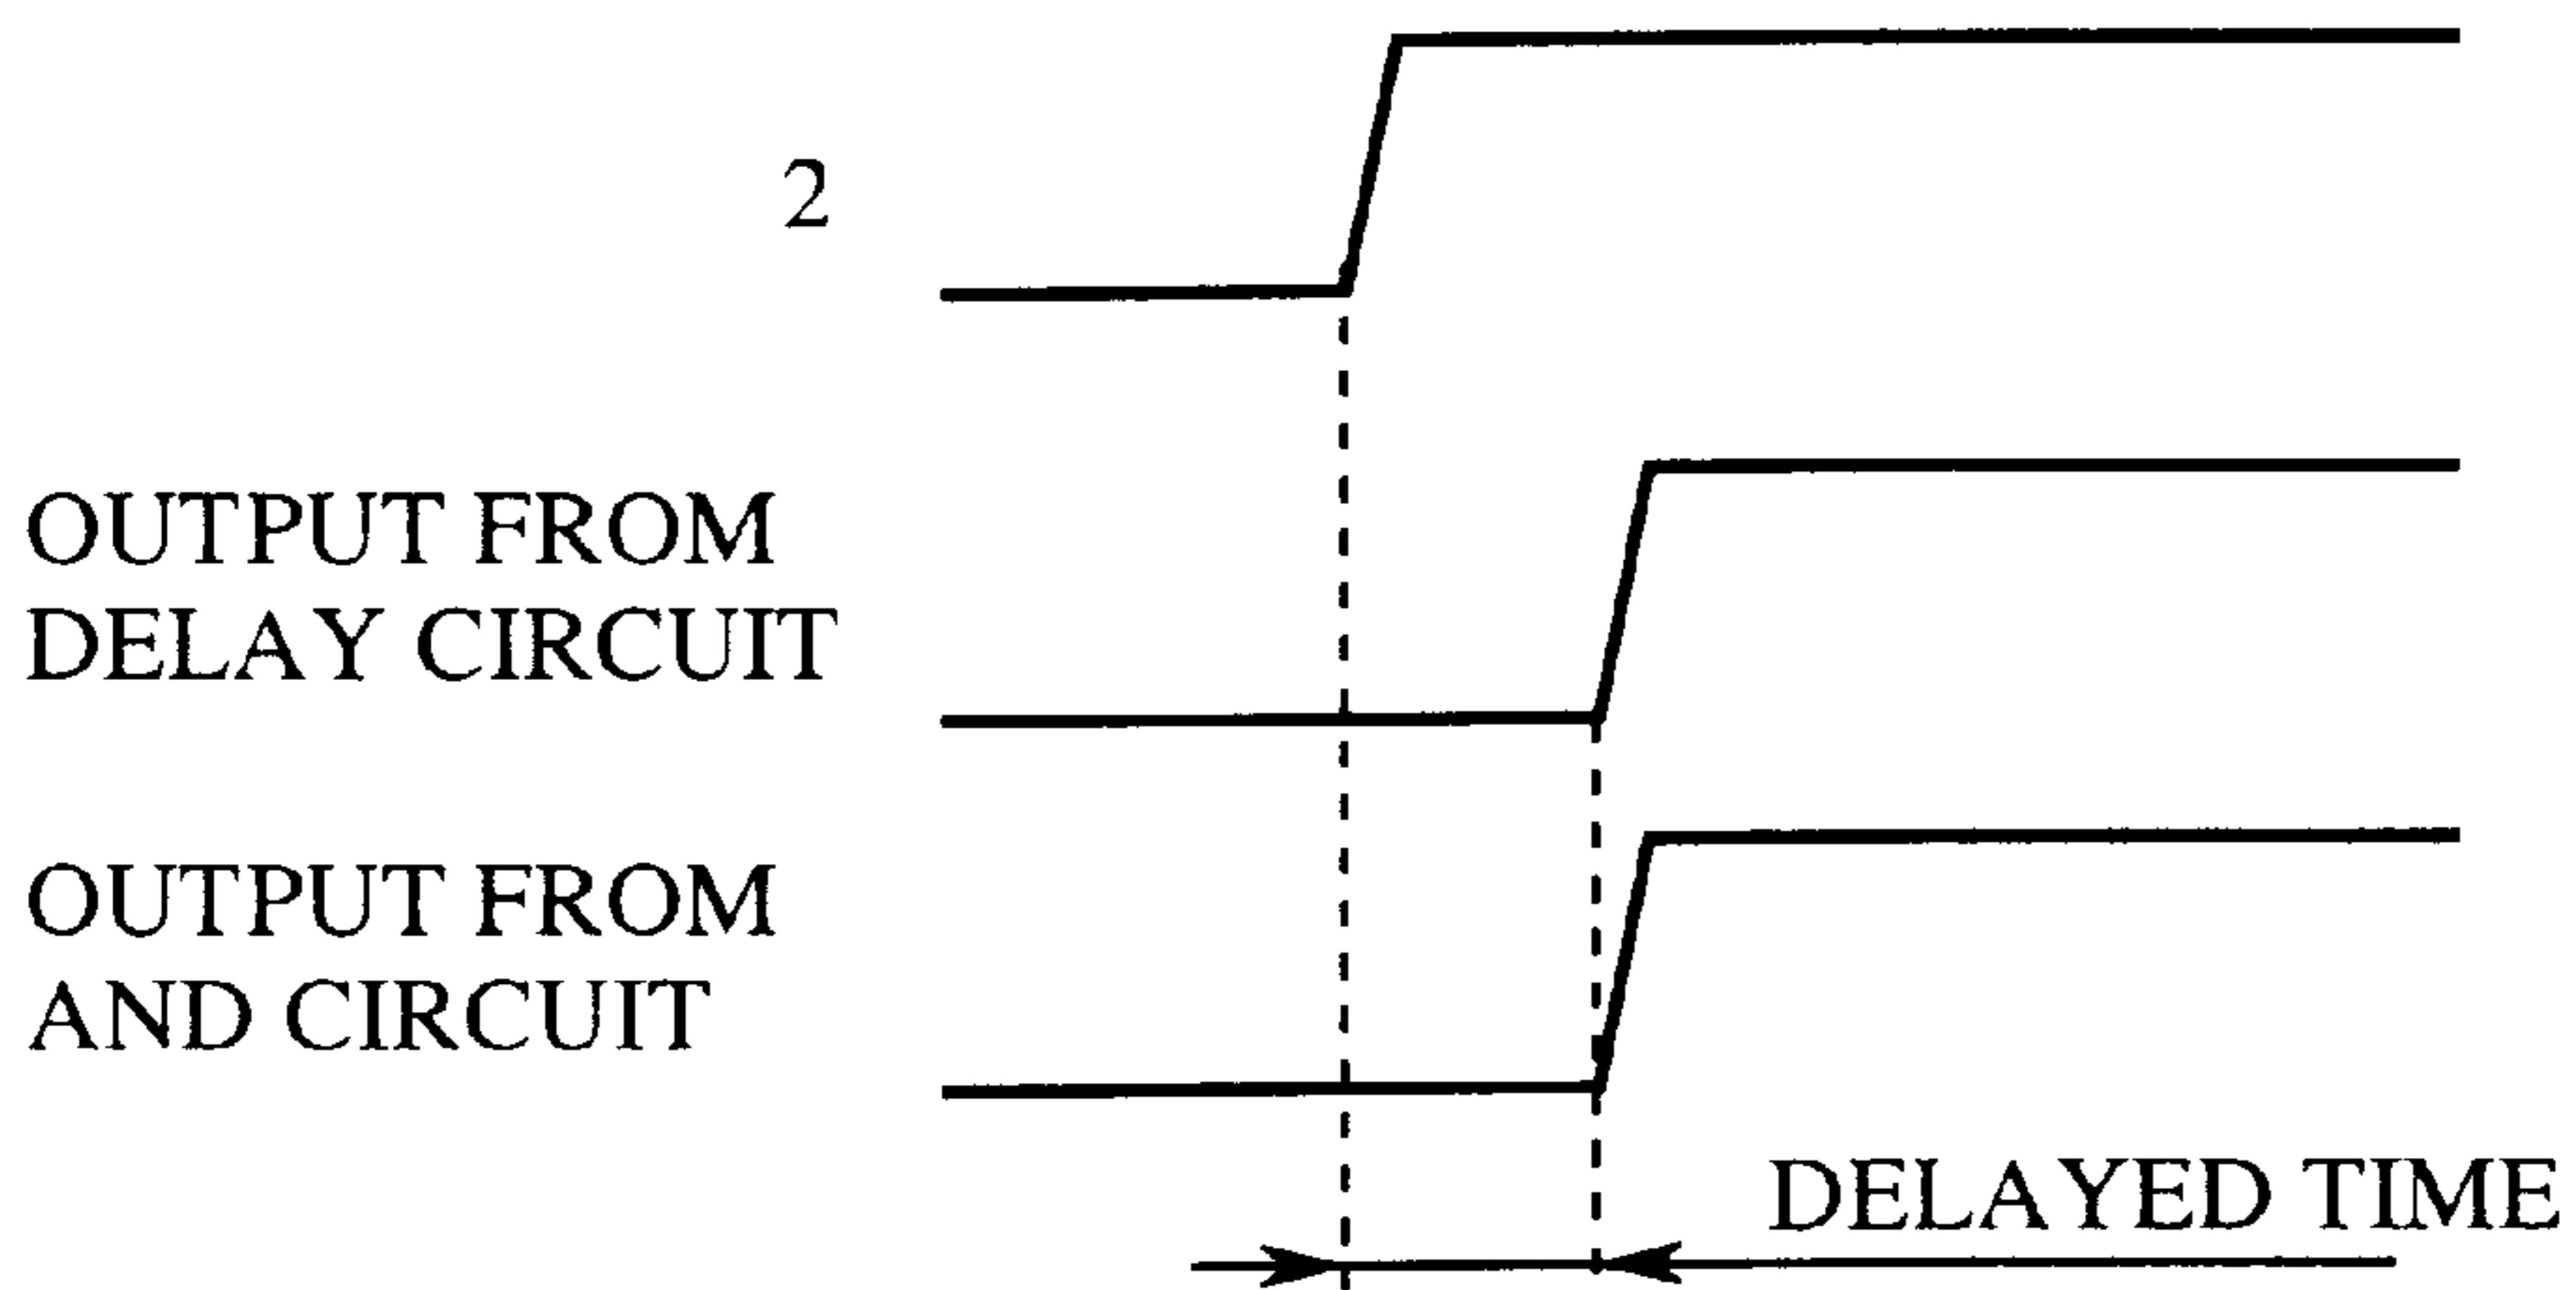 2
OUTPUT FROM
DELAY CIRCUIT
OUTPUT FROM
AND CIRCUIT
DELAYED TIME